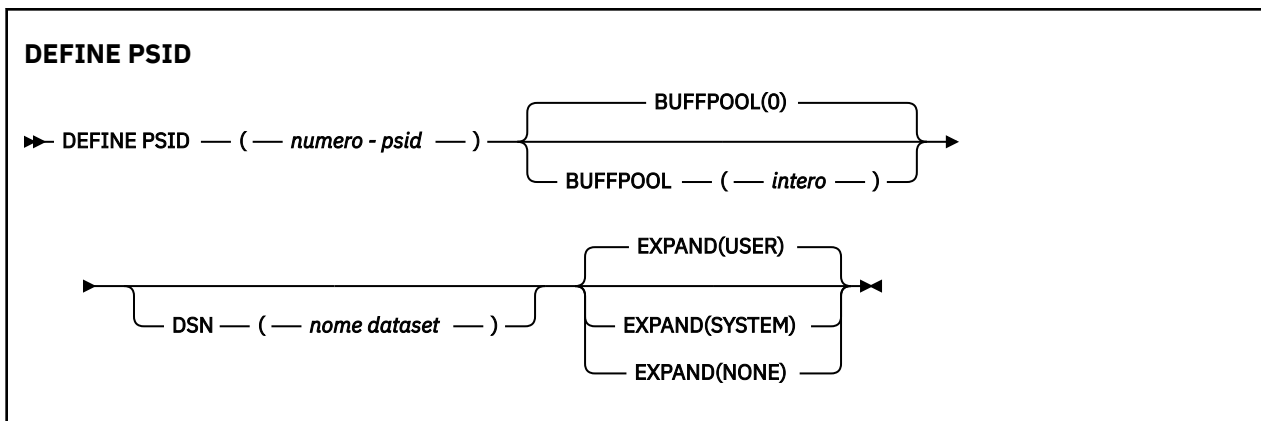 DEFINE PSID
BUFFPOOL(0)
DEFINE PSID ( numero - psid )
BUFFPOOL ( intero )
EXPAND(USER)
DSN ( nome dataset ) EXPAND(SYSTEM)
EXPAND(NONE)